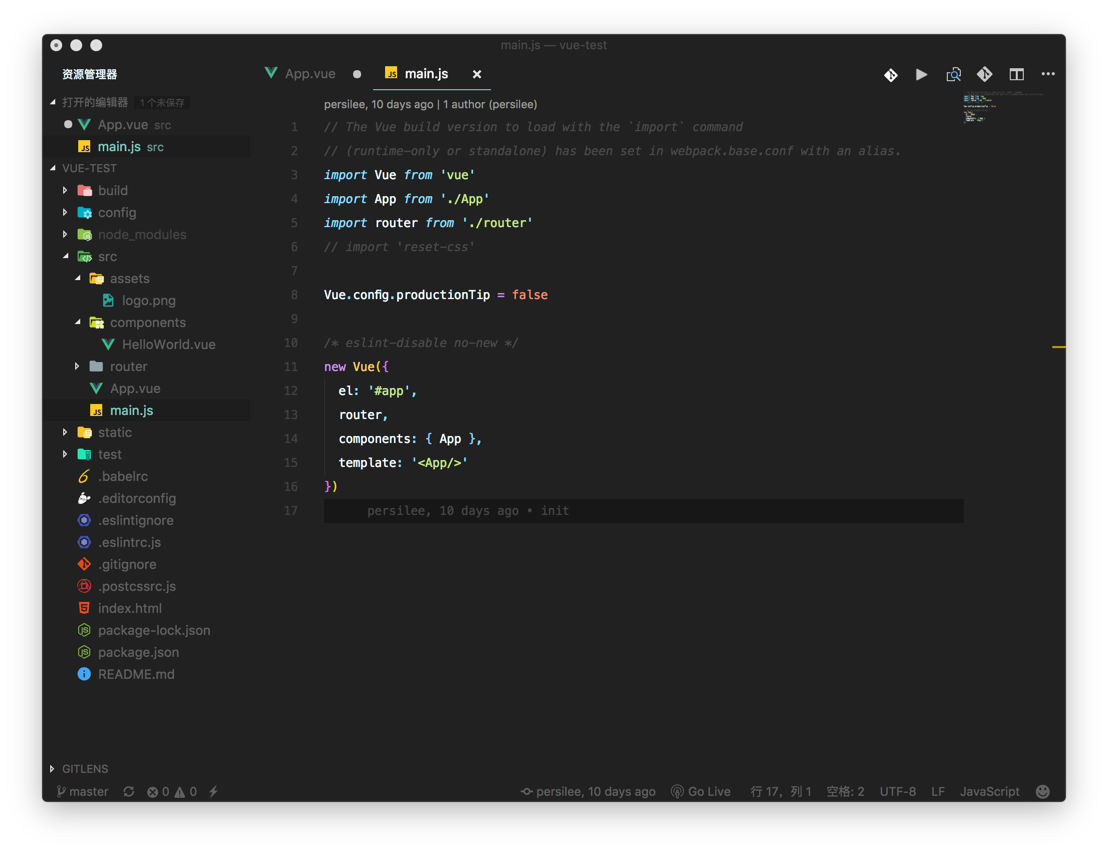 main.js — vue-test
资源管理器
打开的编辑器 1 个未保存
App.vue src
main.js src
VUE-TEST
build
config
node_modules
src
assets
logo.png
components
HelloWorld.vue
router
App.vue
main.js
static
test
.babelrc
.editorconfig
.eslintignore
.eslintrc.js
.gitignore
.postcssrc.js
index.html
package-lock.json
package.json
README.md
GITLENS
App.vue
JS main.js
persilee, 10 days ago | 1 author (persilee)
1 // The Vue build version to load with the `import` command
2 // (runtime-only or standalone) has been set in webpack.base.conf with an alias.
3 import Vue from 'vue'
4 import App from './App'
5 import router from './router'
6 // import 'reset-css'
7
8 Vue.config.productionTip = false
9
10 /* eslint-disable no-new */
11 new Vue({
12 el: '#app',
13 router,
14 components: { App },
15 template: '<App/>'
16 })
17 persilee, 10 days ago • init
master 0 0 persilee, 10 days ago Go Live 行 17，列 1 空格: 2 UTF-8 LF JavaScript